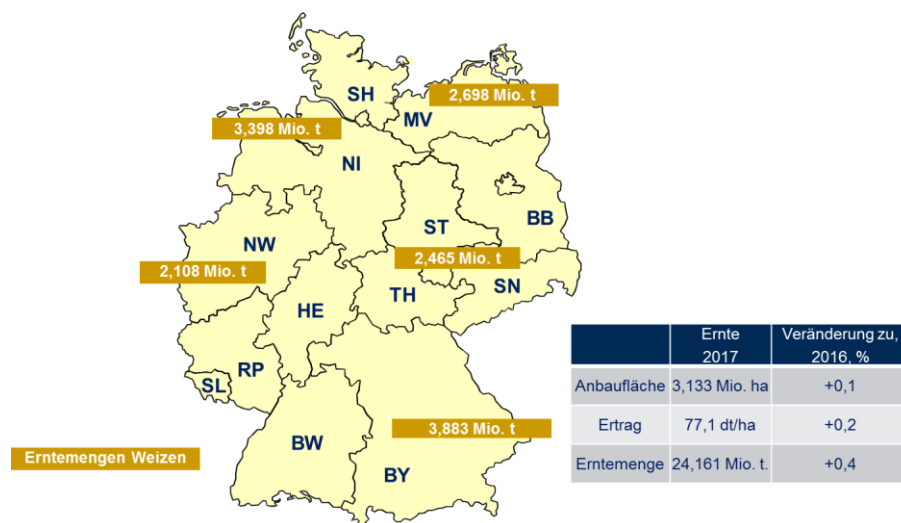 SH
2,698 Mio. t
MV
3,398 Mio. t
NI
ST
BB
NW
2,465 Mio. t
2,108 Mio. t
SN
TH
HE
RP
SL
3,883 Mio. t
BW
BY
Erntemengen Weizen
Ernte Veränderung zu,
2017 2016, %
Anbaufläche 3,133 Mio. ha +0,1
Ertrag 77,1 dt/ha +0,2
Erntemenge 24,161 Mio. t. +0,4